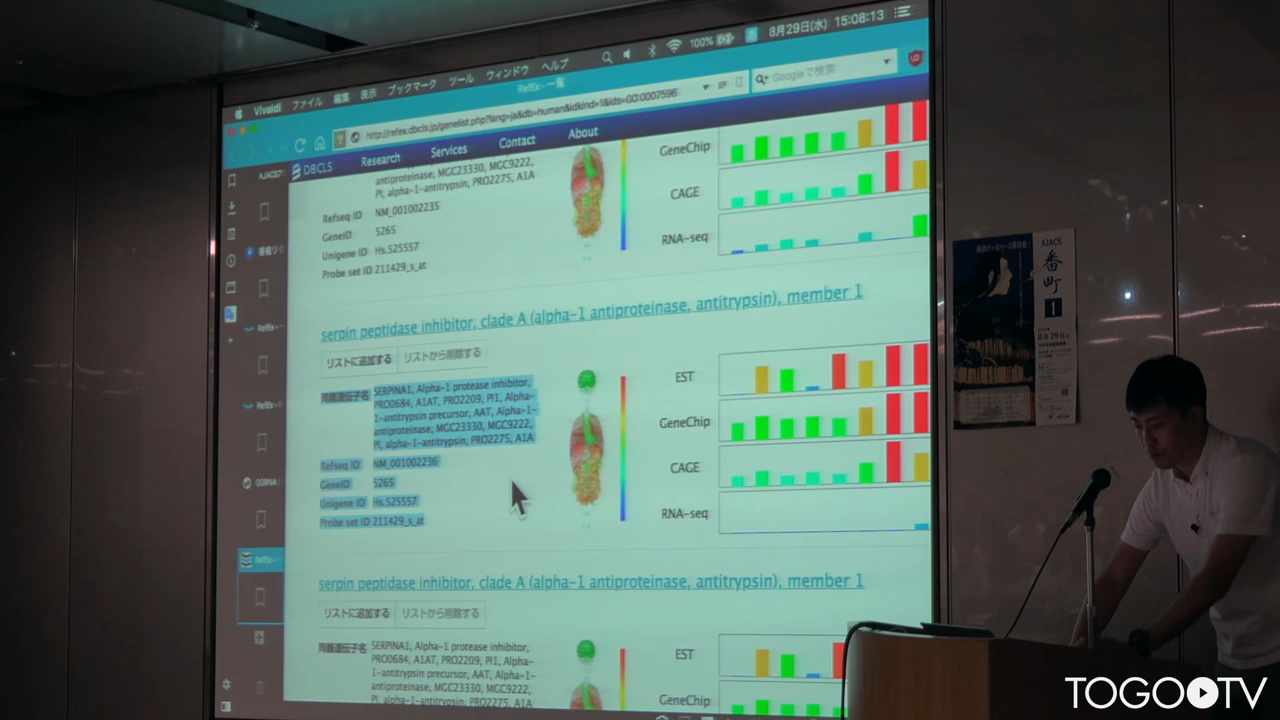 Vivaldi ファイル 編集 表示 ブックマーク ツール ウィンドウ ヘルプ 100% 8月29日(水) 15:08:13
RefEx - 一覧
http://refex.dbcls.jp/genelist.php?lang=ja&db=human&idkind=1&ids=GO:0007596
Googleで検索
DBCLS Research Services Contact About
antiproteinase, MGC23330, MGC9222,
PI, alpha-1-antitrypsin, PRO2275, A1A
Refseq ID NM_001002235
GeneID 5265
Unigene ID Hs.525557
Probe set ID 211429_s_at
GeneChip
CAGE
RNA-seq
serpin peptidase inhibitor, clade A (alpha-1 antiproteinase, antitrypsin), member 1
リストに追加する リストから削除する
同義遺伝子名 SERPINA1, Alpha-1 protease inhibitor,
PRO0684, A1AT, PRO2209, PI1, Alpha-
1-antitrypsin precursor, AAT, Alpha-1-
antiproteinase, MGC23330, MGC9222,
PI, alpha-1-antitrypsin, PRO2275, A1A
Refseq ID NM_001002236
GeneID 5265
Unigene ID Hs.525557
Probe set ID 211429_s_at
EST
GeneChip
CAGE
RNA-seq
serpin peptidase inhibitor, clade A (alpha-1 antiproteinase, antitrypsin), member 1
リストに追加する リストから削除する
同義遺伝子名 SERPINA1, Alpha-1 protease inhibitor,
PRO0684, A1AT, PRO2209, PI1, Alpha-
1-antitrypsin precursor, AAT, Alpha-1-
antiproteinase, MGC23330, MGC9222,
PI, alpha-1-antitrypsin, PRO2275, A1A
EST
GeneChip
RefEx-
RefEx-
GGRNA
RefEx-
AJACS
番町
1
8月29日
TOGO TV